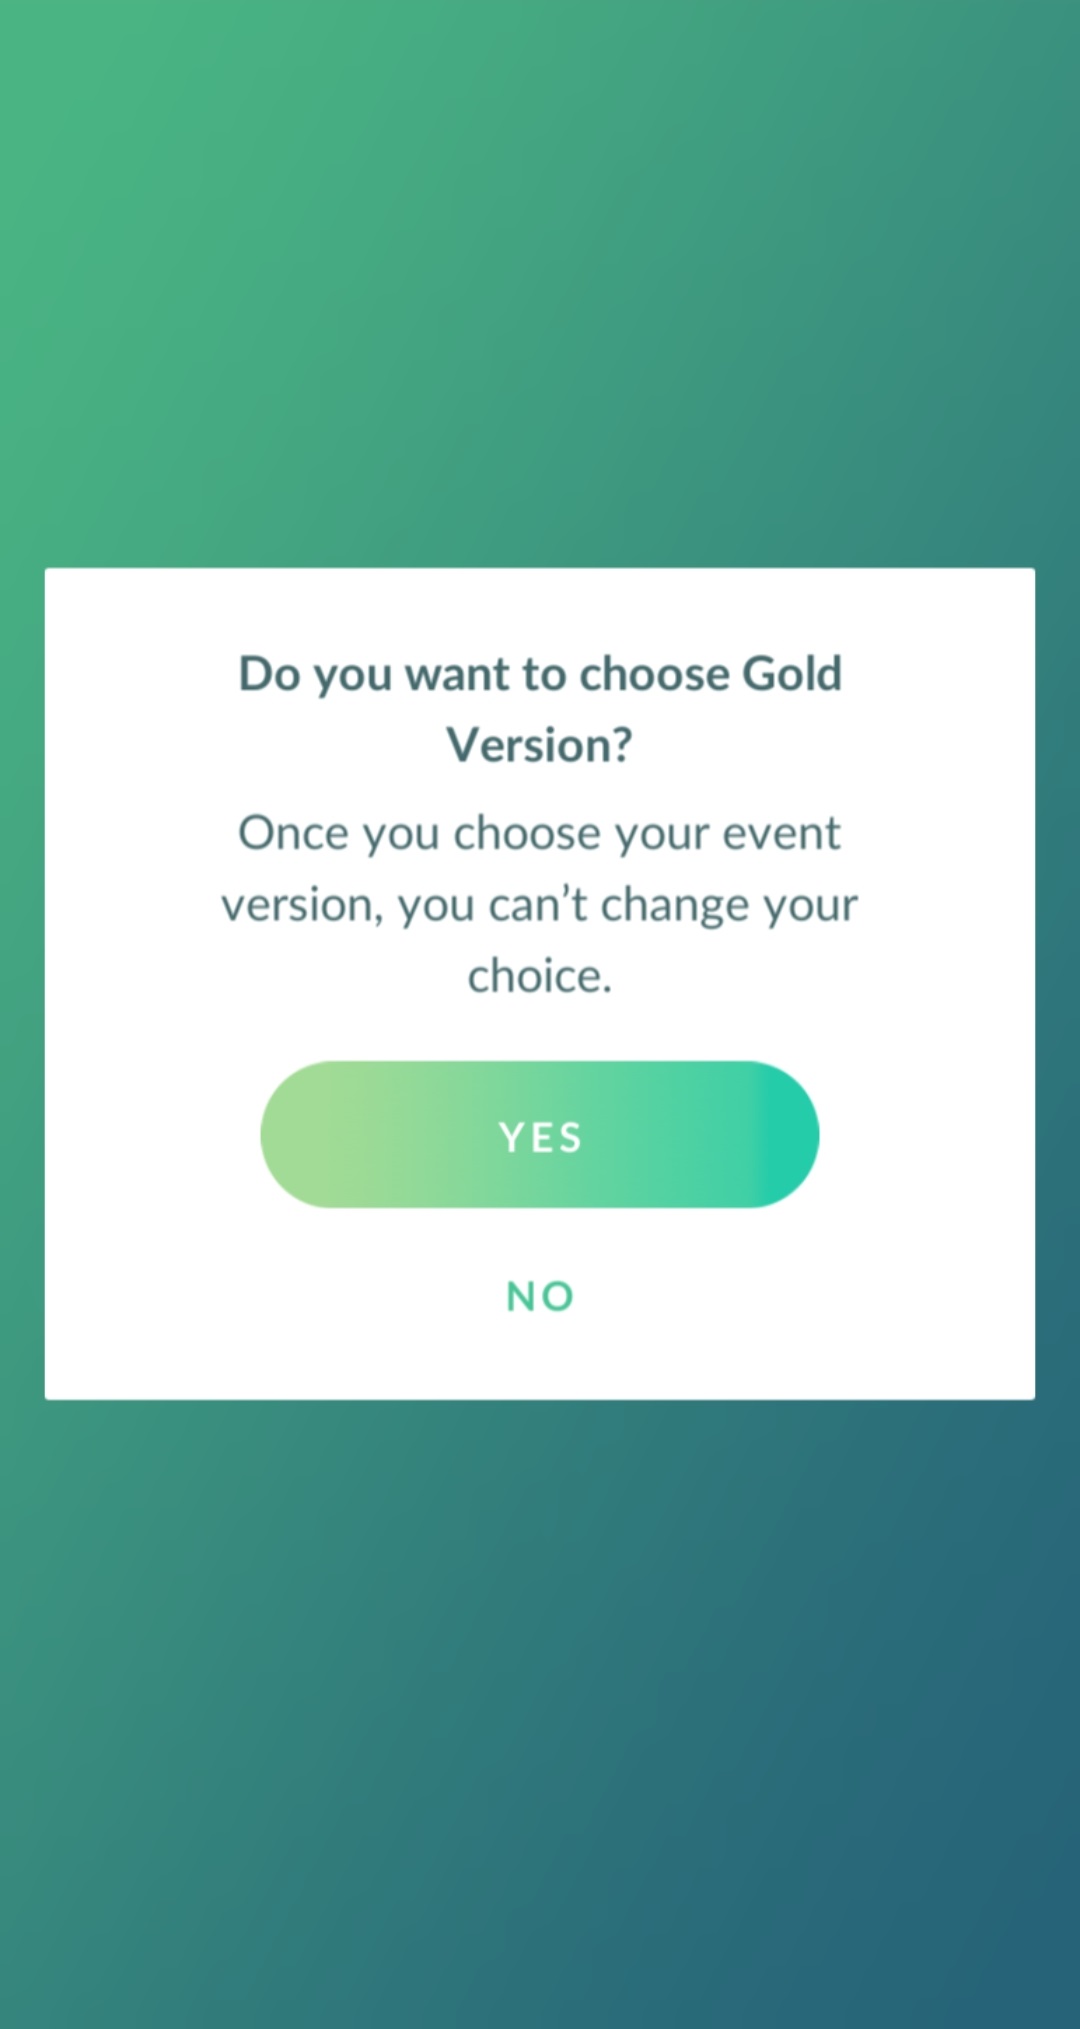 Do you want to choose Gold
Version?
Once you choose your event
version, you can’t change your
choice.
YES
NO